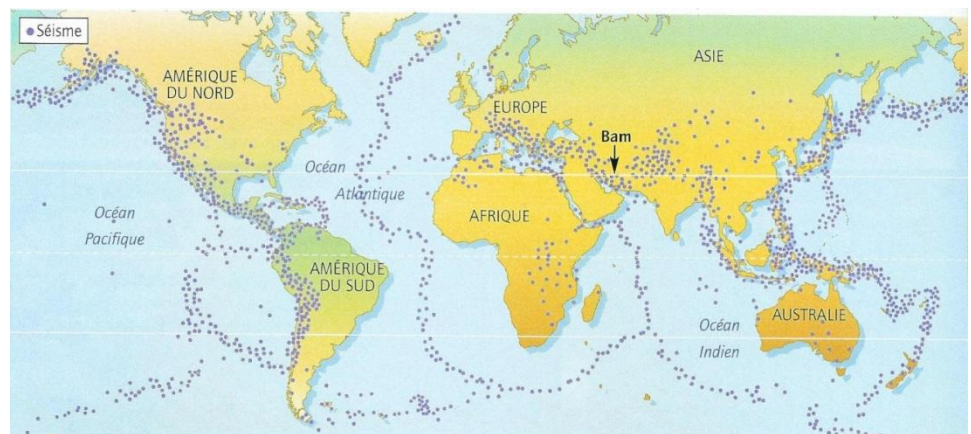 Séisme
AMÉRIQUE
DU NORD
ASIE
EUROPE
Bam
Océan
Atlantique
Océan
Pacifique
AFRIQUE
AMÉRIQUE
DU SUD
Océan
Indien
AUSTRALIE